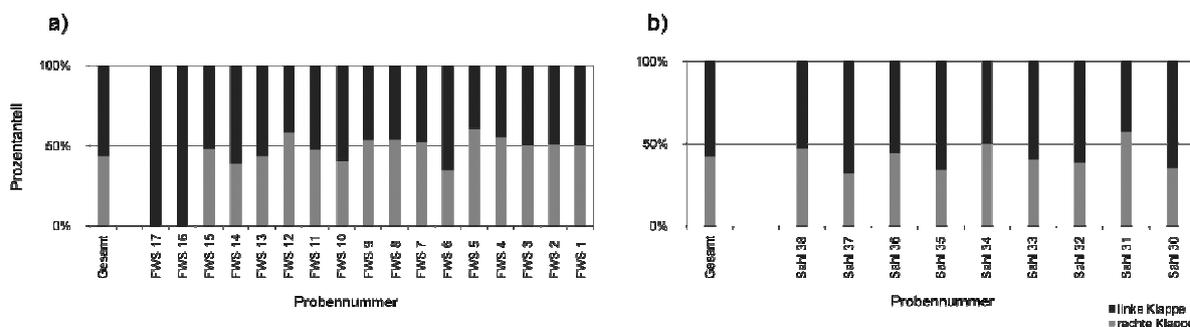 a)
100%
50%
0%
Prozentanteil
Gesamt
FWS-17
FWS-16
FWS-15
FWS-14
FWS-13
FWS-12
FWS-11
FWS-10
FWS-9
FWS-8
FWS-7
FWS-6
FWS-5
FWS-4
FWS-3
FWS-2
FWS-1
Probennummer
b)
100%
50%
0%
Gesamt
Sahl 38
Sahl 37
Sahl 36
Sahl 35
Sahl 34
Sahl 33
Sahl 32
Sahl 31
Sahl 30
Probennummer
linke Klappe
rechte Klappe